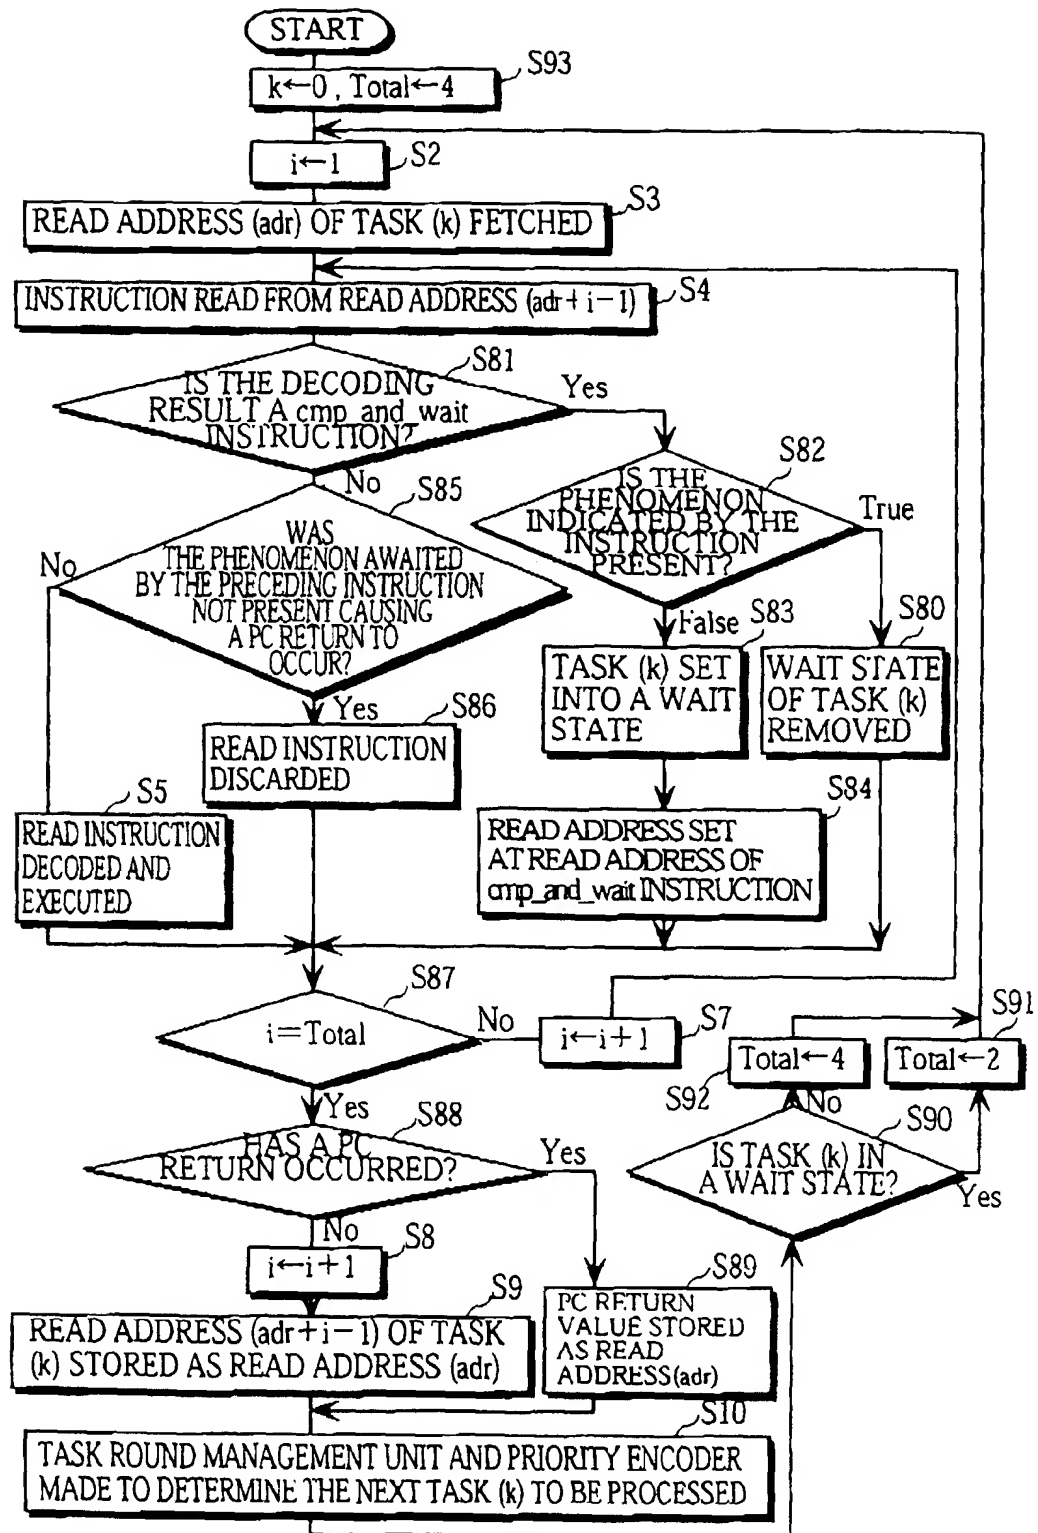 START
S93
k←0 , Total←4
S2
i←1
S3
READ ADDRESS (adr) OF TASK (k) FETCHED
S4
INSTRUCTION READ FROM READ ADDRESS (adr+i-1)
S81
IS THE DECODING
RESULT A cmp_and_wait
INSTRUCTION?
Yes
No
S82
IS THE
PHENOMENON
INDICATED BY THE
INSTRUCTION
PRESENT?
True
False
S85
WAS
THE PHENOMENON AWAITED
BY THE PRECEDING INSTRUCTION
NOT PRESENT CAUSING
A PC RETURN TO
OCCUR?
No
Yes
S83
TASK (k) SET
INTO A WAIT
STATE
S80
WAIT STATE
OF TASK (k)
REMOVED
S86
READ INSTRUCTION
DISCARDED
S5
READ INSTRUCTION
DECODED AND
EXECUTED
S84
READ ADDRESS SET
AT READ ADDRESS OF
cmp_and_wait INSTRUCTION
S87
i=Total
No
Yes
S7
i←i+1
S92
Total←4
S91
Total←2
S88
HAS A PC
RETURN OCCURRED?
Yes
No
S90
IS TASK (k) IN
A WAIT STATE?
No
Yes
S8
i←i+1
S9
READ ADDRESS (adr+i-1) OF TASK
(k) STORED AS READ ADDRESS (adr)
S89
PC RETURN
VALUE STORED
AS READ
ADDRESS(adr)
S10
TASK ROUND MANAGEMENT UNIT AND PRIORITY ENCODER
MADE TO DETERMINE THE NEXT TASK (k) TO BE PROCESSED